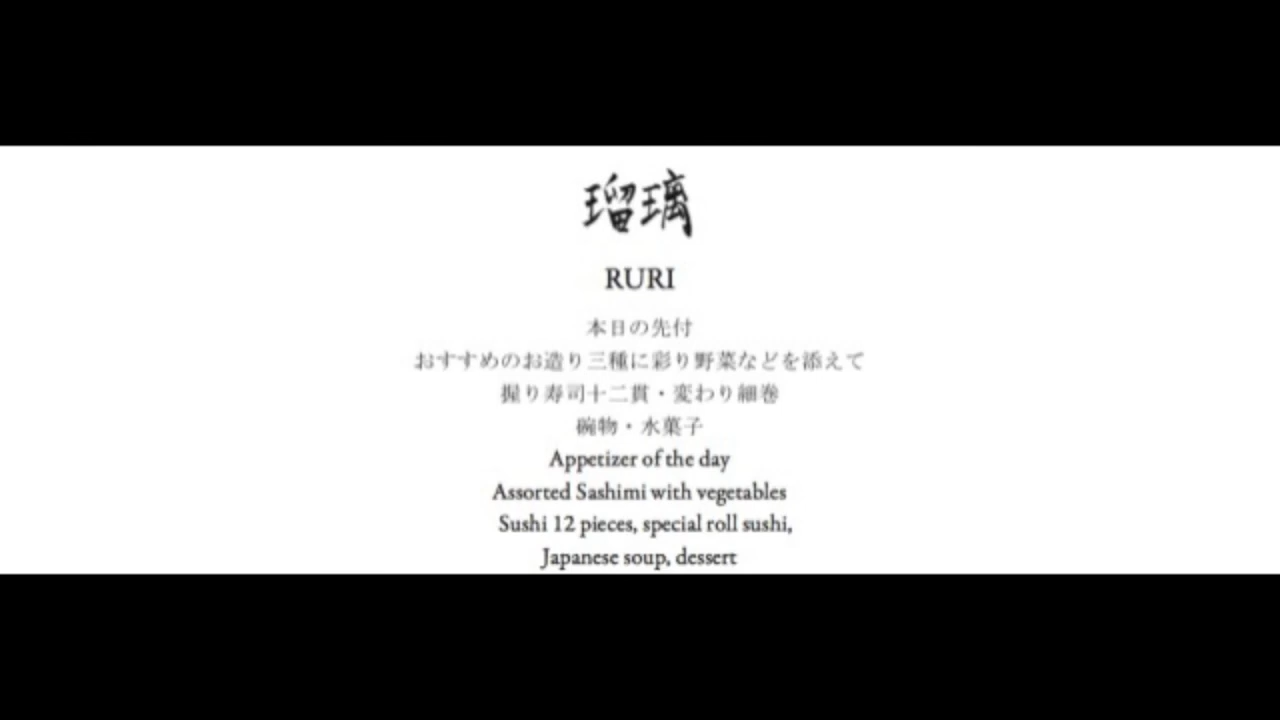 瑠璃
RURI
本日の先付
おすすめのお造り三種に彩り野菜などを添えて
握り寿司十二貫・変わり細巻
碗物・水菓子
Appetizer of the day
Assorted Sashimi with vegetables
Sushi 12 pieces, special roll sushi,
Japanese soup, dessert